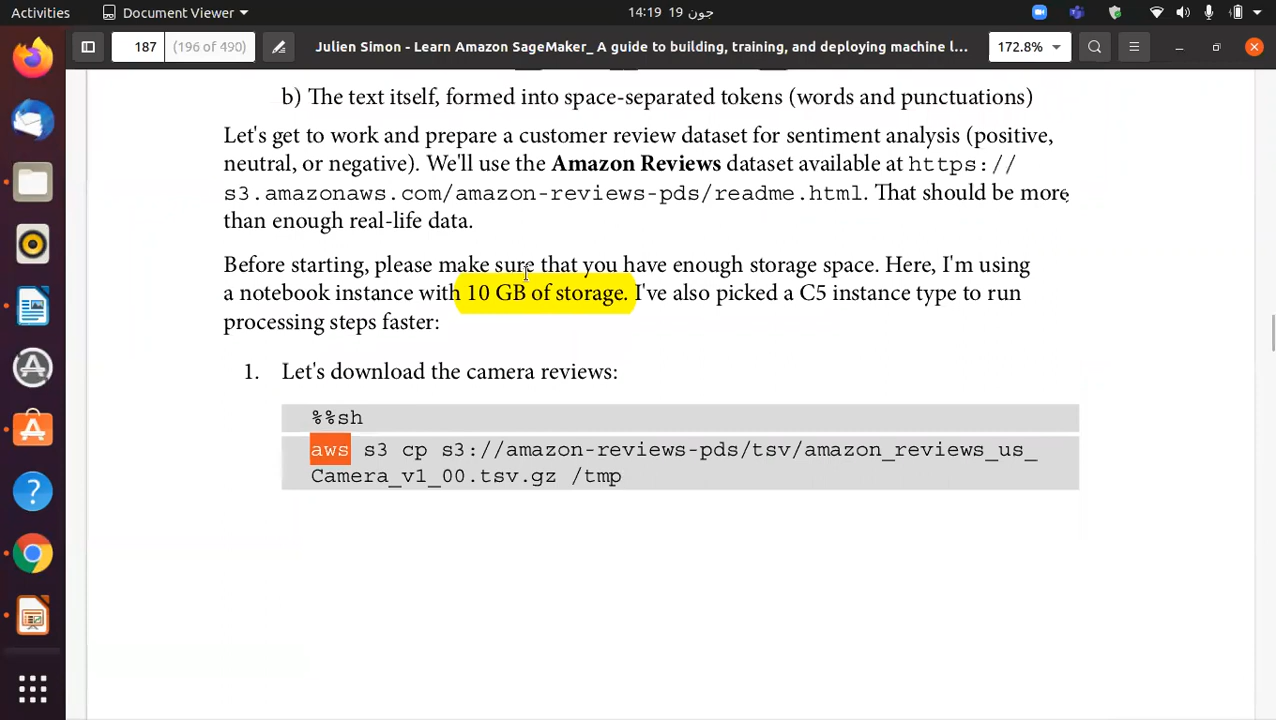 Activities
Document Viewer
14:19 19 جون
187
(196 of 490)
Julien Simon - Learn Amazon SageMaker_ A guide to building, training, and deploying machine l...
172.8%
b) The text itself, formed into space-separated tokens (words and punctuations)
Let's get to work and prepare a customer review dataset for sentiment analysis (positive,
neutral, or negative). We'll use the Amazon Reviews dataset available at https://
s3.amazonaws.com/amazon-reviews-pds/readme.html. That should be more
than enough real-life data.
Before starting, please make sure that you have enough storage space. Here, I'm using
a notebook instance with 10 GB of storage. I've also picked a C5 instance type to run
processing steps faster:
1. Let's download the camera reviews:
%%sh
aws s3 cp s3://amazon-reviews-pds/tsv/amazon_reviews_us_
Camera_v1_00.tsv.gz /tmp